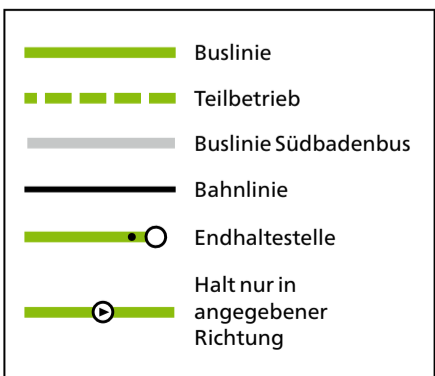 Buslinie
Teilbetrieb
Buslinie Südbadenbus
Bahnlinie
Endhaltestelle
Halt nur in
angegebener
Richtung